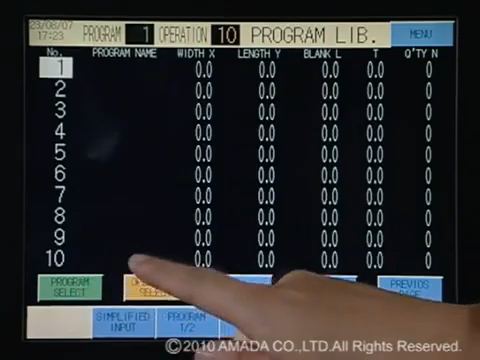 23/08/07
17:23
PROGRAM 1 OPERATION 10 PROGRAM LIB. MENU
No. PROGRAM NAME WIDTH X LENGTH Y BLANK L T Q'TY N
1 0.0 0.0 0.0 0.0 0
2 0.0 0.0 0.0 0.0 0
3 0.0 0.0 0.0 0.0 0
4 0.0 0.0 0.0 0.0 0
5 0.0 0.0 0.0 0.0 0
6 0.0 0.0 0.0 0.0 0
7 0.0 0.0 0.0 0.0 0
8 0.0 0.0 0.0 0.0 0
9 0.0 0.0 0.0 0.0 0
10 0.0 0.0 0.0 0.0 0
PROGRAM
SELECT
PREVIOS
SIMPLIFIED
INPUT
PROGRAM
1/2
©2010 AMADA CO.,LTD.All Rights Reserved.